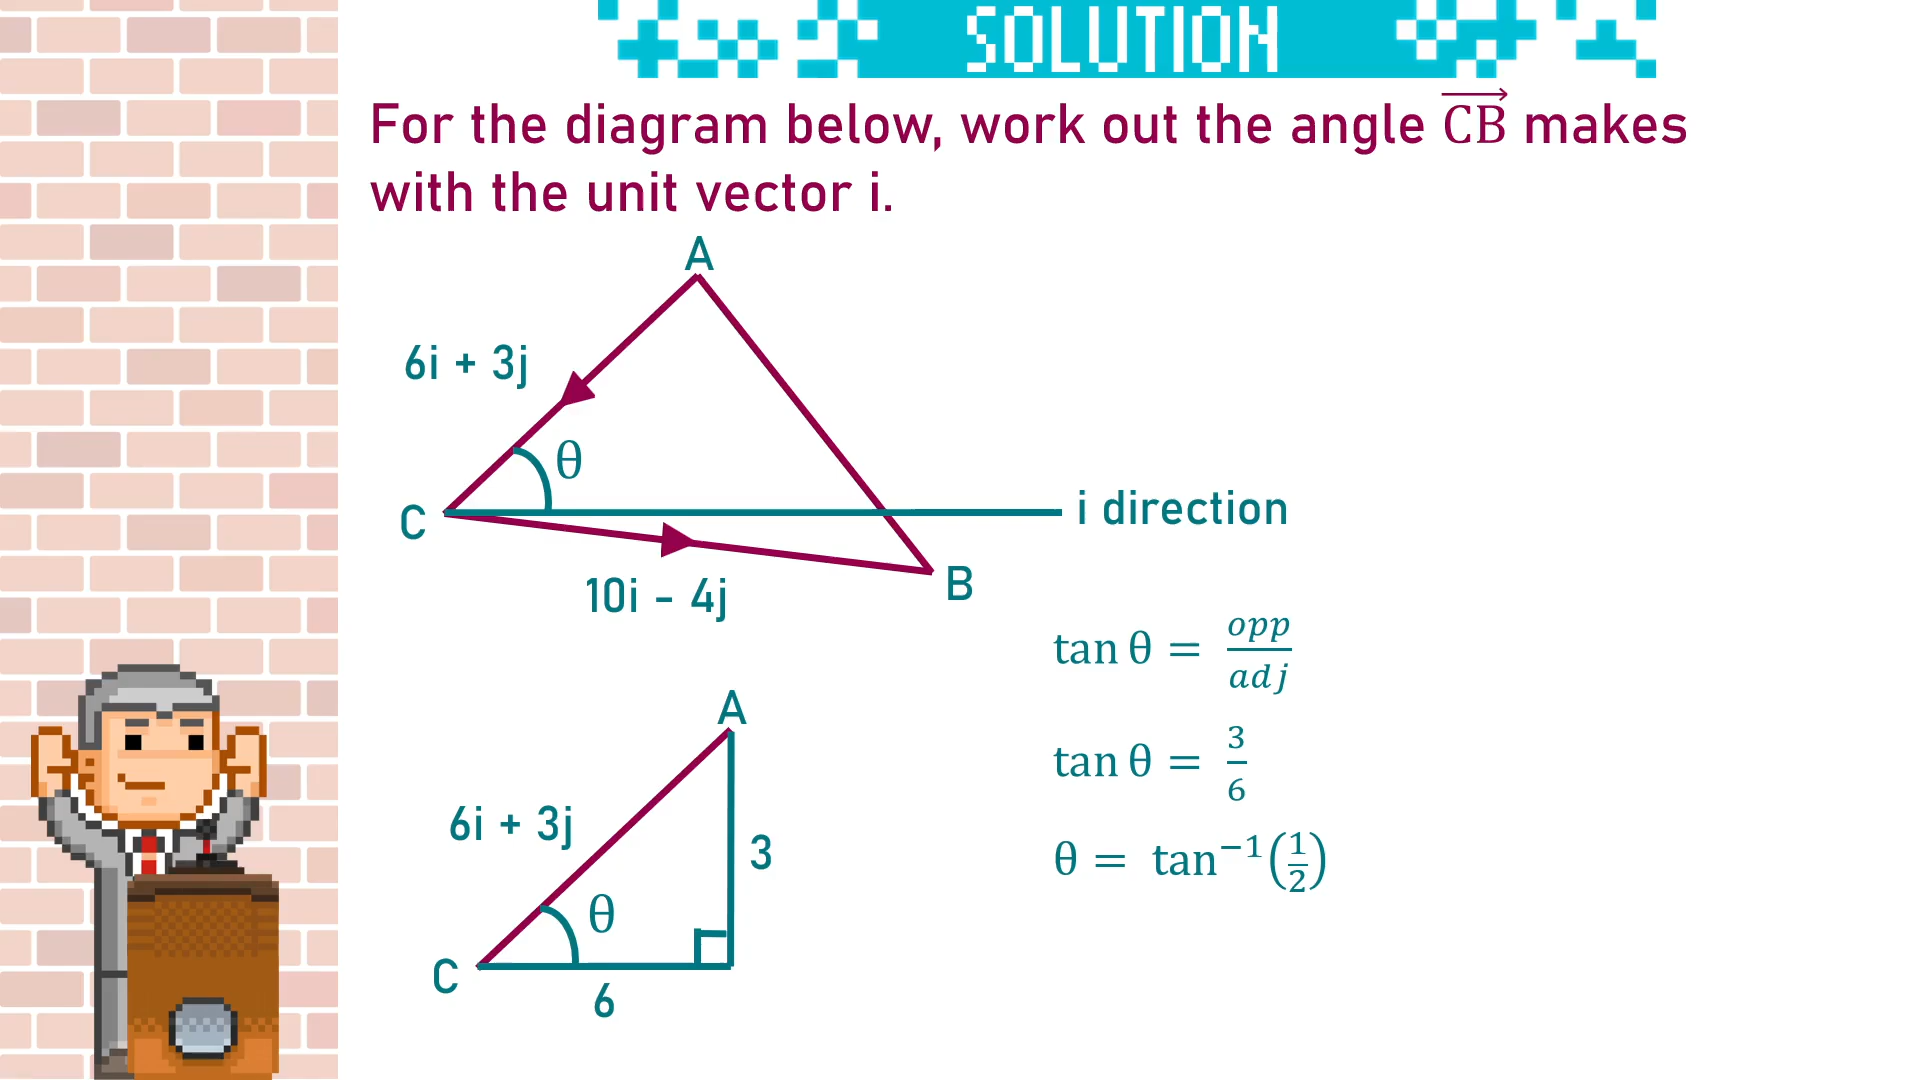 SOLUTION
For the diagram below, work out the angle $\overrightarrow{CB}$ makes
with the unit vector i.
A
6i + 3j
θ
C
i direction
10i - 4j
B
tan θ = opp/adj
A
tan θ = 3/6
6i + 3j
3
θ = tan⁻¹(1/2)
θ
C
6